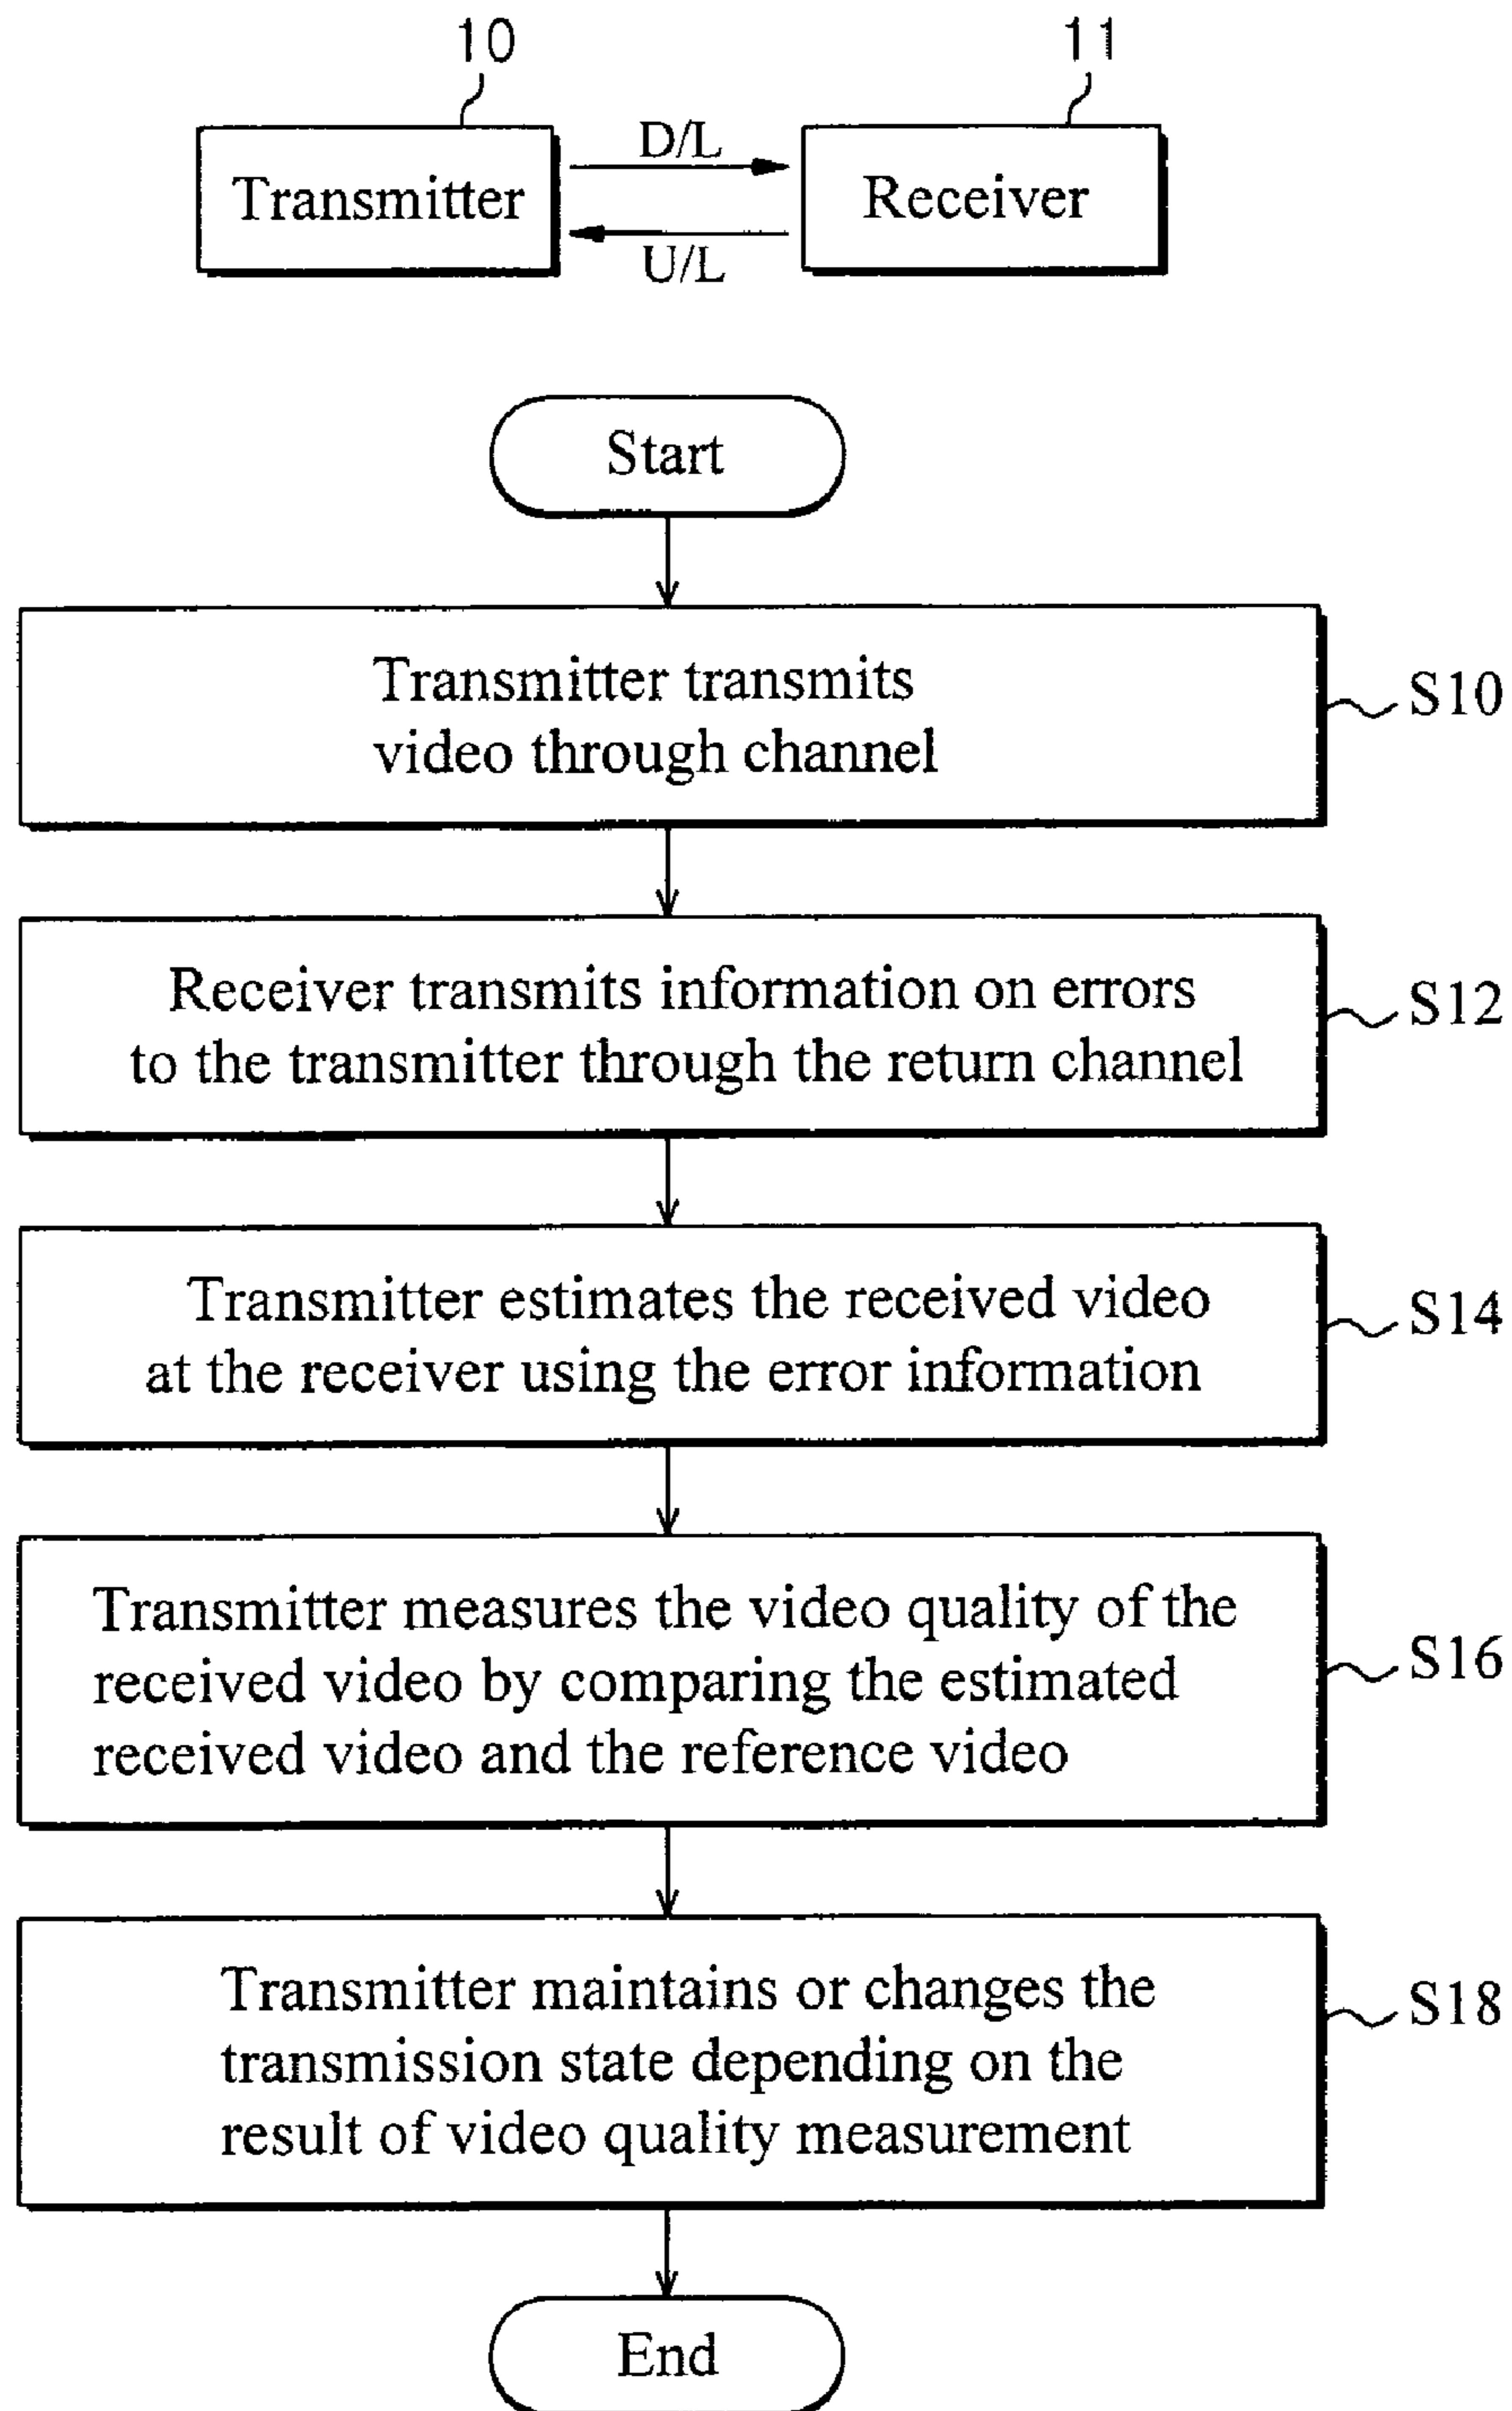 10
11
Transmitter
D/L
U/L
Receiver
Start
Transmitter transmits
video through channel
S10
Receiver transmits information on errors
to the transmitter through the return channel
S12
Transmitter estimates the received video
at the receiver using the error information
S14
Transmitter measures the video quality of the
received video by comparing the estimated
received video and the reference video
S16
Transmitter maintains or changes the
transmission state depending on the
result of video quality measurement
S18
End